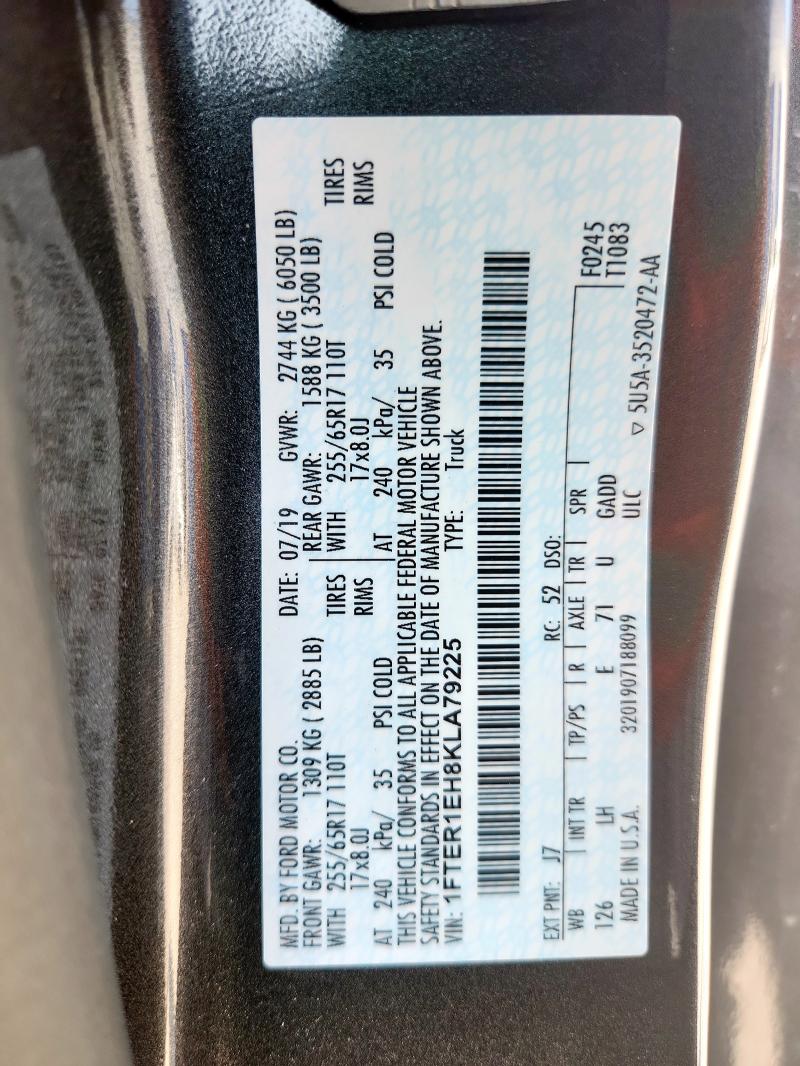 MFD. BY FORD MOTOR CO. DATE: 07/19 GVWR: 2744 KG ( 6050 LB)
FRONT GAWR: 1309 KG ( 2885 LB) REAR GAWR: 1588 KG ( 3500 LB)
WITH 255/65R17 110T TIRES WITH 255/65R17 110T TIRES
17x8.0J RIMS 17x8.0J RIMS
AT 240 kPa/ 35 PSI COLD AT 240 kPa/ 35 PSI COLD
THIS VEHICLE CONFORMS TO ALL APPLICABLE FEDERAL MOTOR VEHICLE
SAFETY STANDARDS IN EFFECT ON THE DATE OF MANUFACTURE SHOWN ABOVE.
VIN: 1FTER1EH8KLA79225 TYPE: Truck
EXT PNT: J7 RC: 52 DSO:
WB INT TR TP/PS R AXLE TR SPR F0245
126 LH E 7I U GADD T1083
MADE IN U.S.A. 3201907188099 ULC ▽ 5U5A-3520472-AA